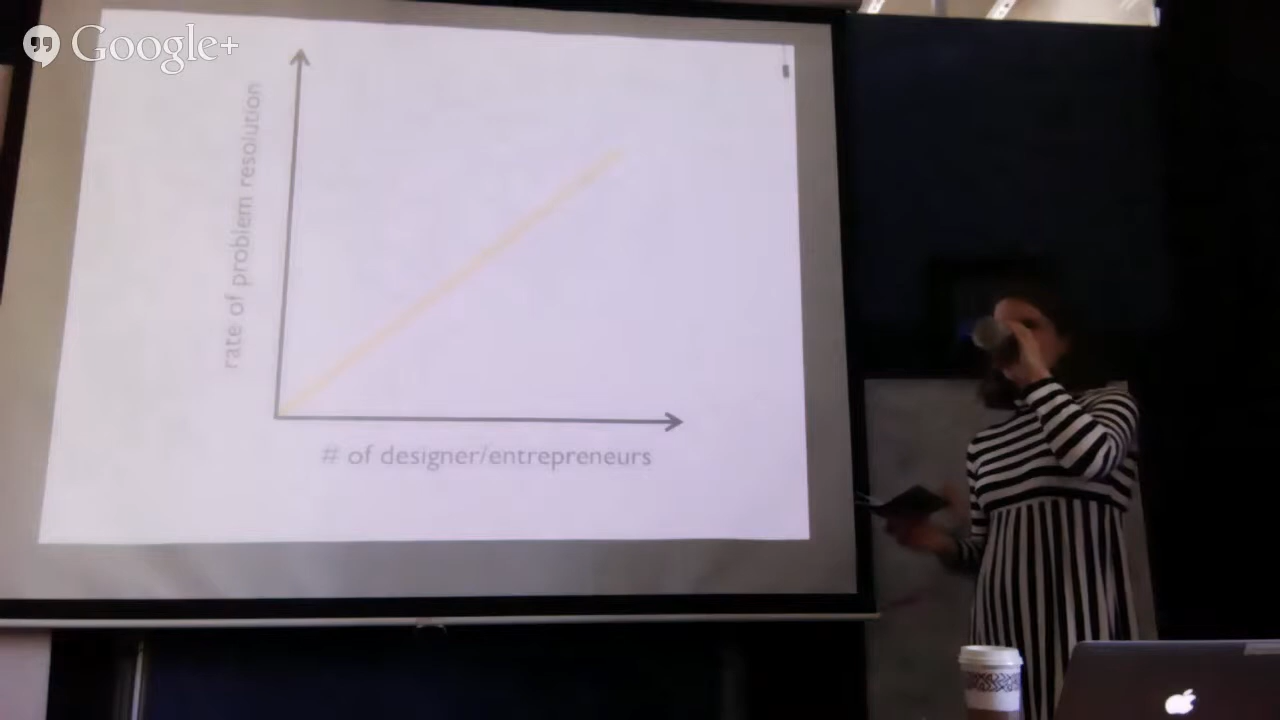 Google+
rate of problem resolution
# of designer/entrepreneurs